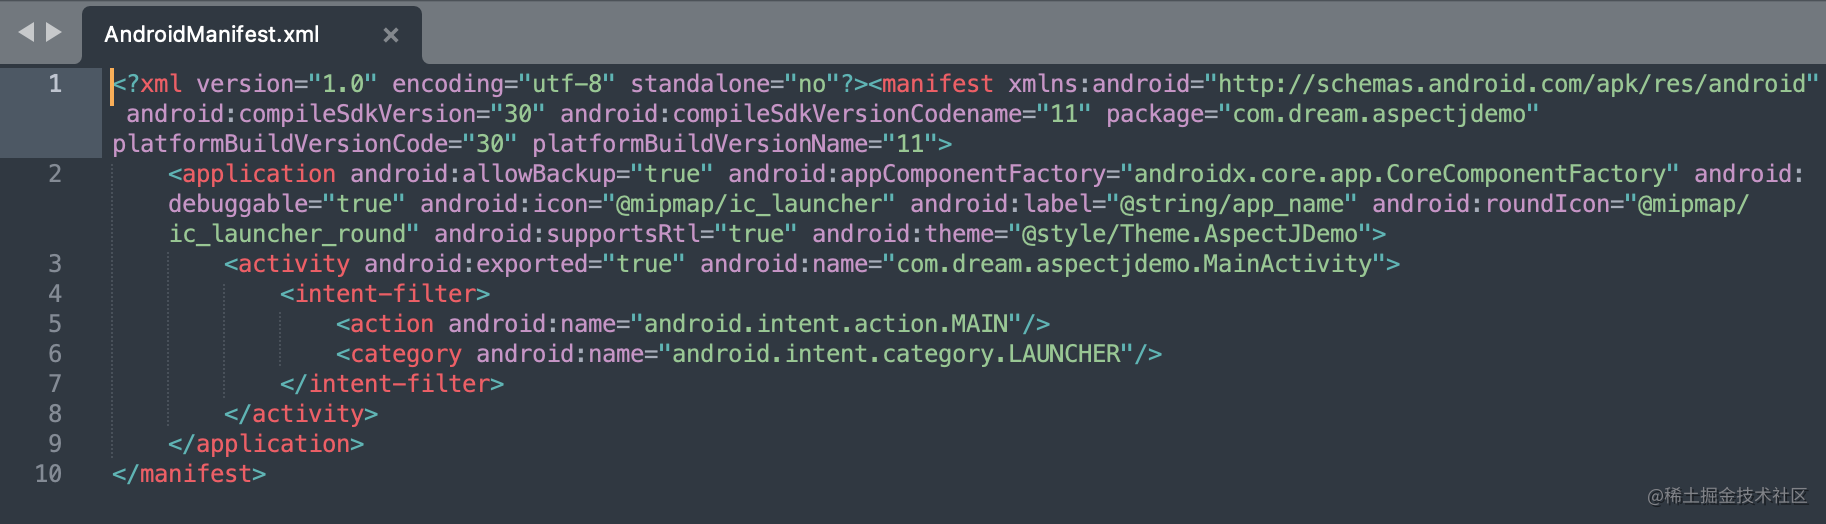 AndroidManifest.xml
1 <?xml version="1.0" encoding="utf-8" standalone="no"?><manifest xmlns:android="http://schemas.android.com/apk/res/android"
android:compileSdkVersion="30" android:compileSdkVersionCodename="11" package="com.dream.aspectjdemo"
platformBuildVersionCode="30" platformBuildVersionName="11">
2 <application android:allowBackup="true" android:appComponentFactory="androidx.core.app.CoreComponentFactory" android:
debuggable="true" android:icon="@mipmap/ic_launcher" android:label="@string/app_name" android:roundIcon="@mipmap/
ic_launcher_round" android:supportsRtl="true" android:theme="@style/Theme.AspectJDemo">
3 <activity android:exported="true" android:name="com.dream.aspectjdemo.MainActivity">
4 <intent-filter>
5 <action android:name="android.intent.action.MAIN"/>
6 <category android:name="android.intent.category.LAUNCHER"/>
7 </intent-filter>
8 </activity>
9 </application>
10 </manifest>
@稀土掘金技术社区